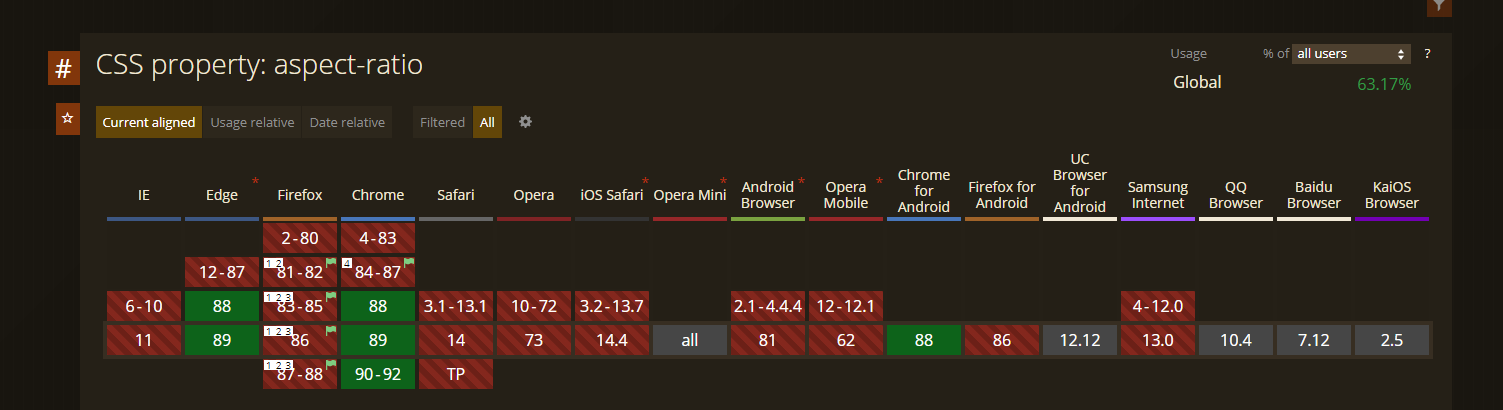 #
CSS property: aspect-ratio
Usage % of all users ?
Global 63.17%
Current aligned Usage relative Date relative Filtered All
IE Edge * Firefox Chrome Safari Opera iOS Safari * Opera Mini * Android Browser * Opera Mobile * Chrome for Android Firefox for Android UC Browser for Android Samsung Internet QQ Browser Baidu Browser KaiOS Browser
2-80 4-83
12-87 1 2 81-82 4 84-87
6-10 88 1 2 3 83-85 88 3.1-13.1 10-72 3.2-13.7 2.1-4.4.4 12-12.1 4-12.0
11 89 1 2 3 86 89 14 73 14.4 all 81 62 88 86 12.12 13.0 10.4 7.12 2.5
1 2 3 87-88 90-92 TP